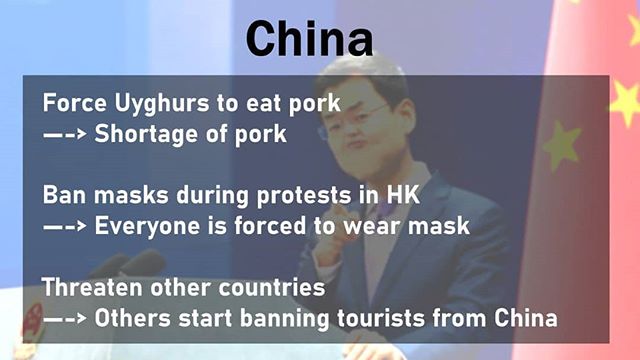 China
Force Uyghurs to eat pork
—–-> Shortage of pork
Ban masks during protests in HK
—–-> Everyone is forced to wear mask
Threaten other countries
—–-> Others start banning tourists from China